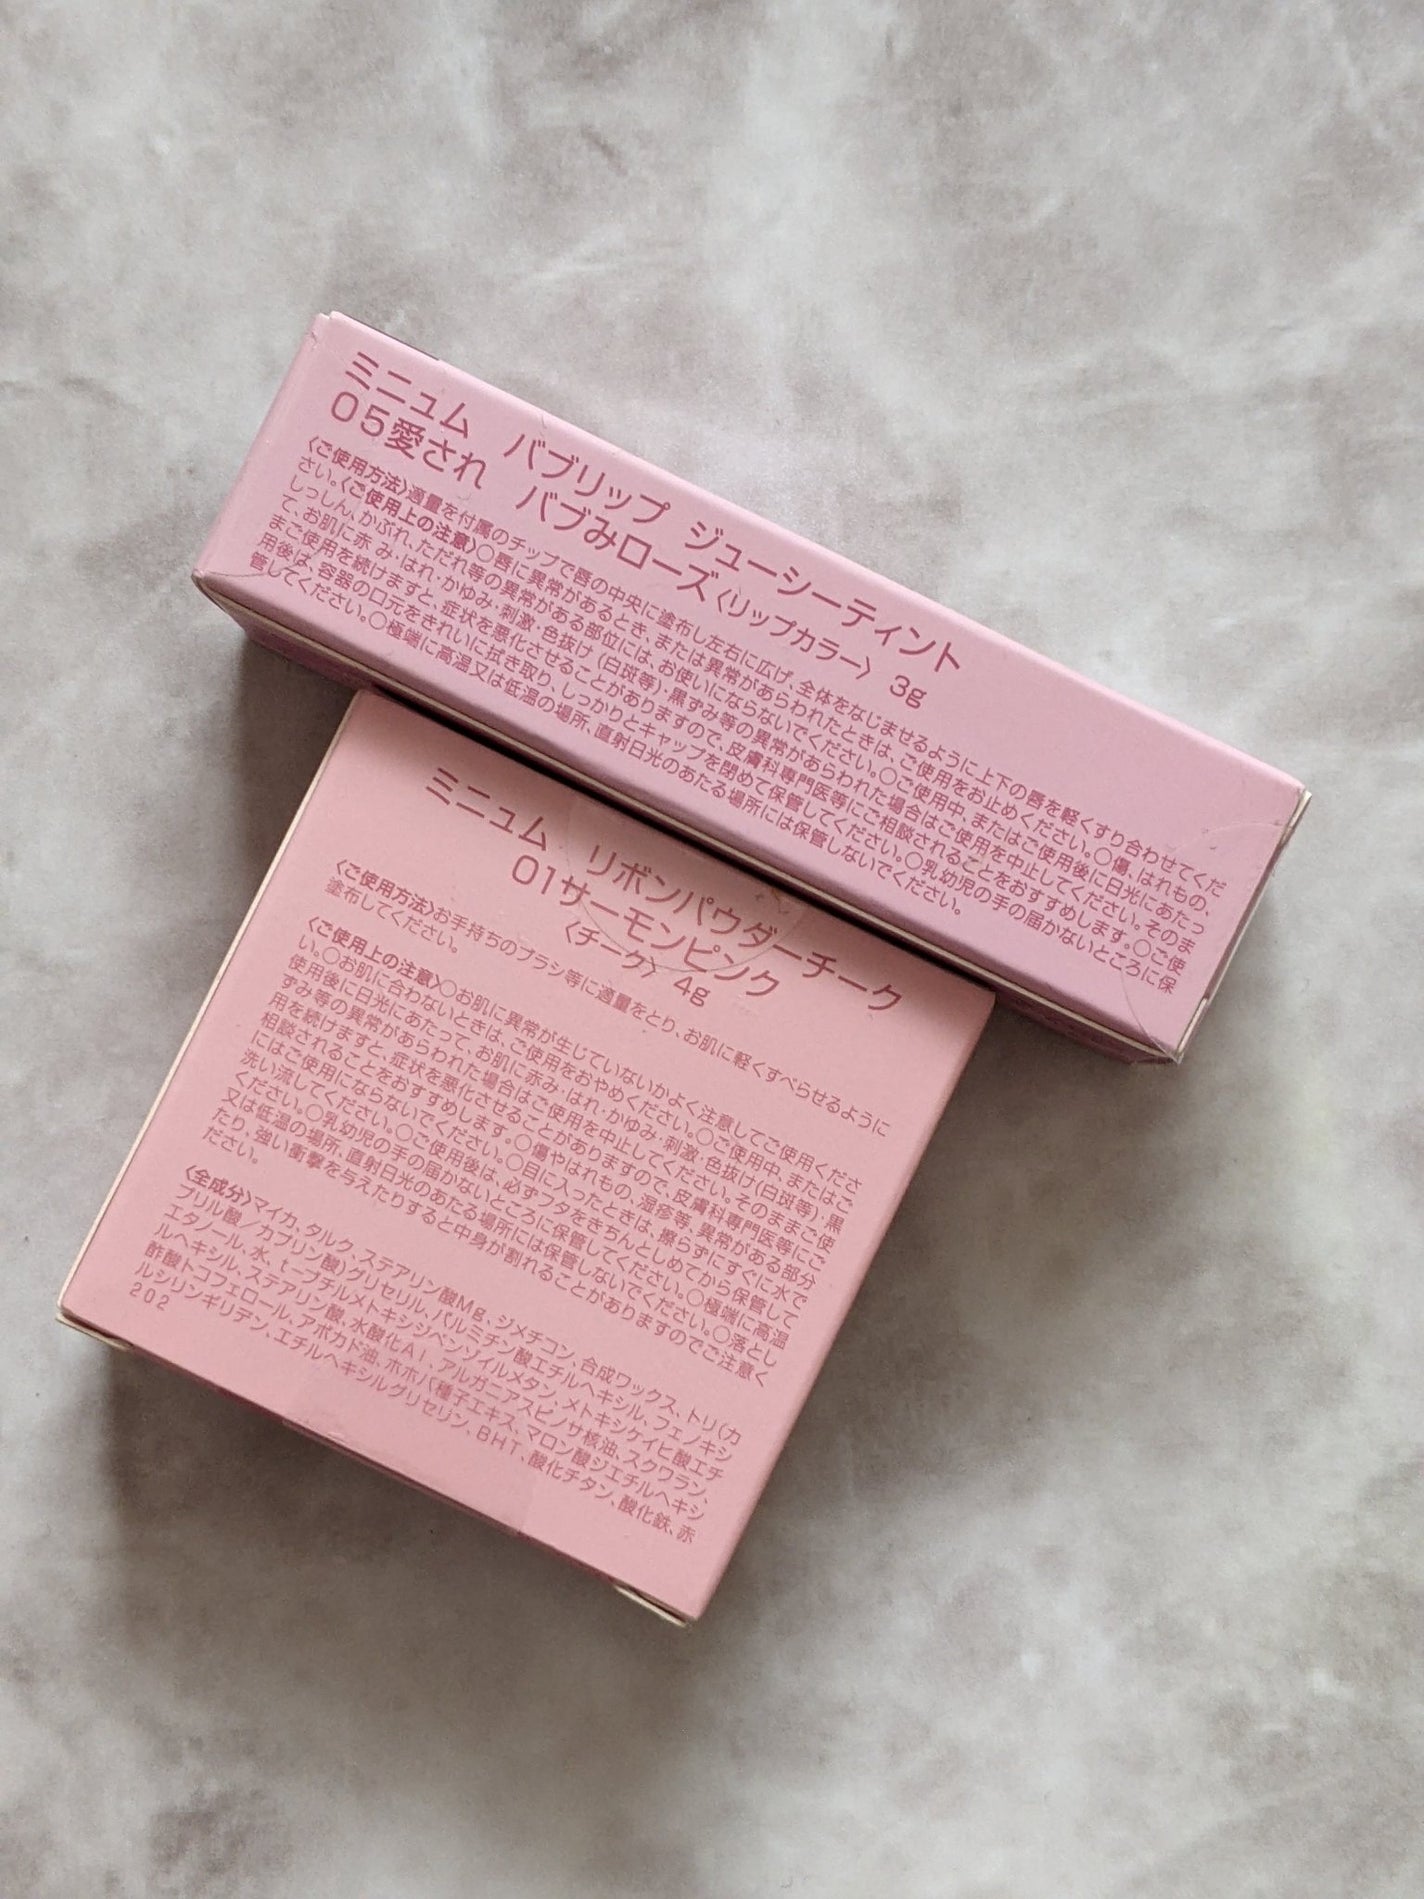 ミニュム バブリップ ジューシーティント
05愛され バブみローズ〈リップカラー〉 3g
〈ご使用方法〉適量を付属のチップで唇の中央に塗布し左右に広げ、全体をなじませるように上下の唇を軽くすり合わせてくだ
さい。〈ご使用上の注意〉○唇に異常があるとき、または異常があらわれたときは、ご使用をお止めください。○傷、はれもの、
しっしん、かぶれ、ただれ等の異常がある部位には、お使いにならないでください。○ご使用中、またはご使用後に日光にあたっ
て、お肌に赤み・はれ・かゆみ・刺激・色抜け(白斑等)・黒ずみ等の異常があらわれた場合はご使用を中止してください。そのま
まご使用を続けますと、症状を悪化させることがありますので、皮膚科専門医等にご相談されることをおすすめします。○ご使
用後は、容器の口元をきれいに拭き取り、しっかりとキャップを閉めて保管してください。○乳幼児の手の届かないところに保
管してください。○極端に高温又は低温の場所、直射日光のあたる場所には保管しないでください。
ミニュム リボンパウダーチーク
01サーモンピンク
〈チーク〉 4g
〈ご使用方法〉お手持ちのブラシ等に適量をとり、お肌に軽くすべらせるように
塗布してください。
〈ご使用上の注意〉○お肌に異常が生じていないかよく注意してご使用くださ
い。○お肌に合わないときは、ご使用をおやめください。○ご使用中、またはご
使用後に日光にあたって、お肌に赤み・はれ・かゆみ・刺激・色抜け(白斑等)・黒
ずみ等の異常があらわれた場合はご使用を中止してください。そのままご使
用を続けますと、症状を悪化させることがありますので、皮膚科専門医等にご
相談されることをおすすめします。○傷やはれもの、湿疹等、異常がある部分
にはご使用にならないでください。○目に入ったときは、擦らずにすぐに水で
洗い流してください。○ご使用後は、必ずフタをきちんとしめてから保管して
ください。○乳幼児の手の届かないところに保管してください。○極端に高温
又は低温の場所、直射日光のあたる場所には保管しないでください。○落とし
たり、強い衝撃を与えたりすると中身が割れることがありますのでご注意く
ださい。
〈全成分〉マイカ、タルク、ステアリン酸Mg、ジメチコン、合成ワックス、トリ(カ
プリル酸/カプリン酸)グリセリル、パルミチン酸エチルヘキシル、フェノキシ
エタノール、水、t-ブチルメトキシジベンゾイルメタン、メトキシケイヒ酸エチ
ルヘキシル、ステアリン酸、水酸化Al、アルガニアスピノサ核油、スクワラン、
酢酸トコフェロール、アボカド油、ホホバ種子エキス、マロン酸ジエチルヘキシ
ルシリンギリデン、エチルヘキシルグリセリン、BHT、酸化チタン、酸化鉄、赤
202